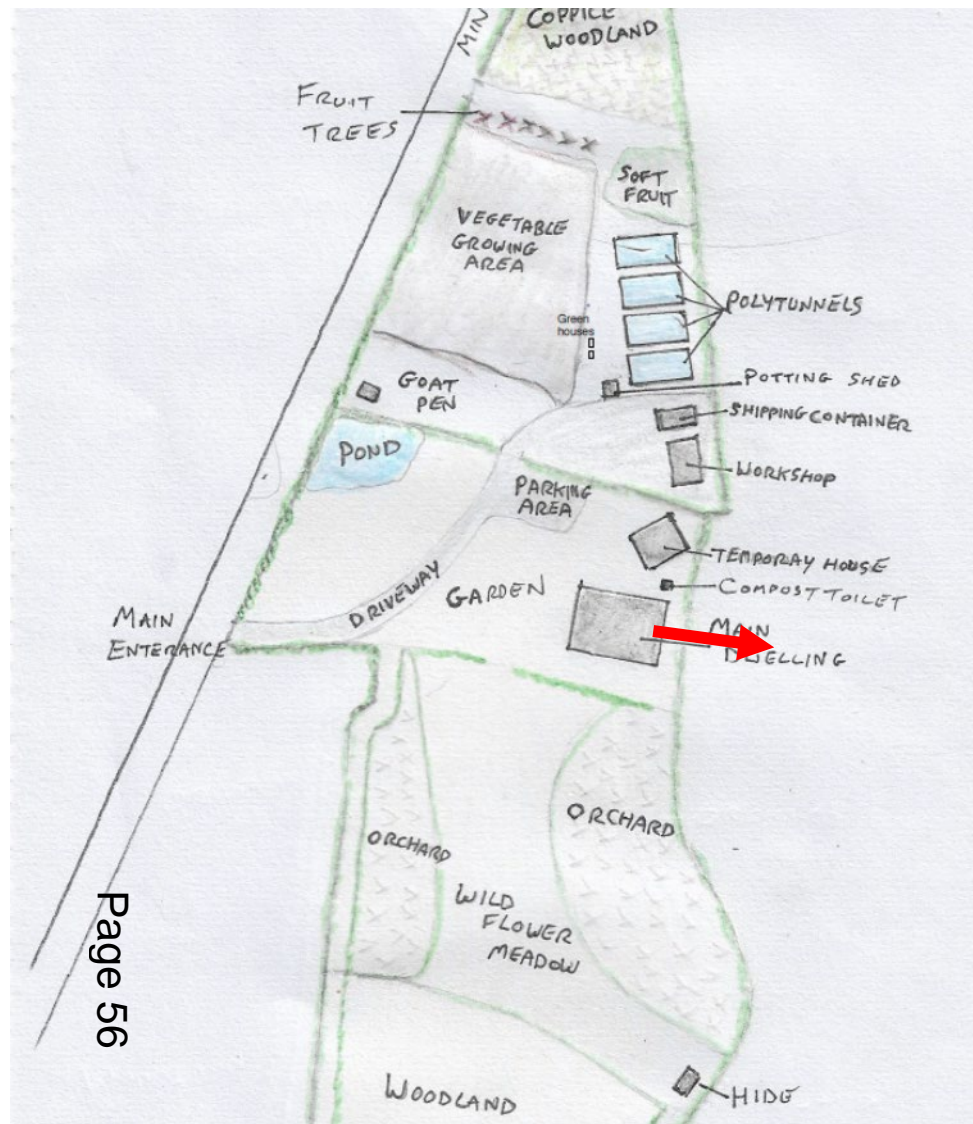 COPPICE
WOODLAND
MIN
FRUIT
TREES
SOFT
FRUIT
VEGETABLE
GROWING
AREA
POLYTUNNELS
Green
houses
GOAT
PEN
POTTING SHED
SHIPPING CONTAINER
POND
WORKSHOP
PARKING
AREA
TEMPORAY HOUSE
COMPOST TOILET
GARDEN
DRIVEWAY
MAIN
ENTERANCE
MAIN
DWELLING
ORCHARD
ORCHARD
WILD
FLOWER
MEADOW
Page 56
WOODLAND
HIDE